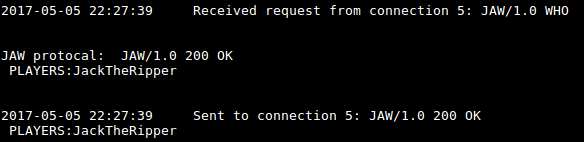 2017-05-05 22:27:39     Received request from connection 5: JAW/1.0 WHO
JAW protocal:  JAW/1.0 200 OK
 PLAYERS:JackTheRipper
2017-05-05 22:27:39     Sent to connection 5: JAW/1.0 200 OK
 PLAYERS:JackTheRipper